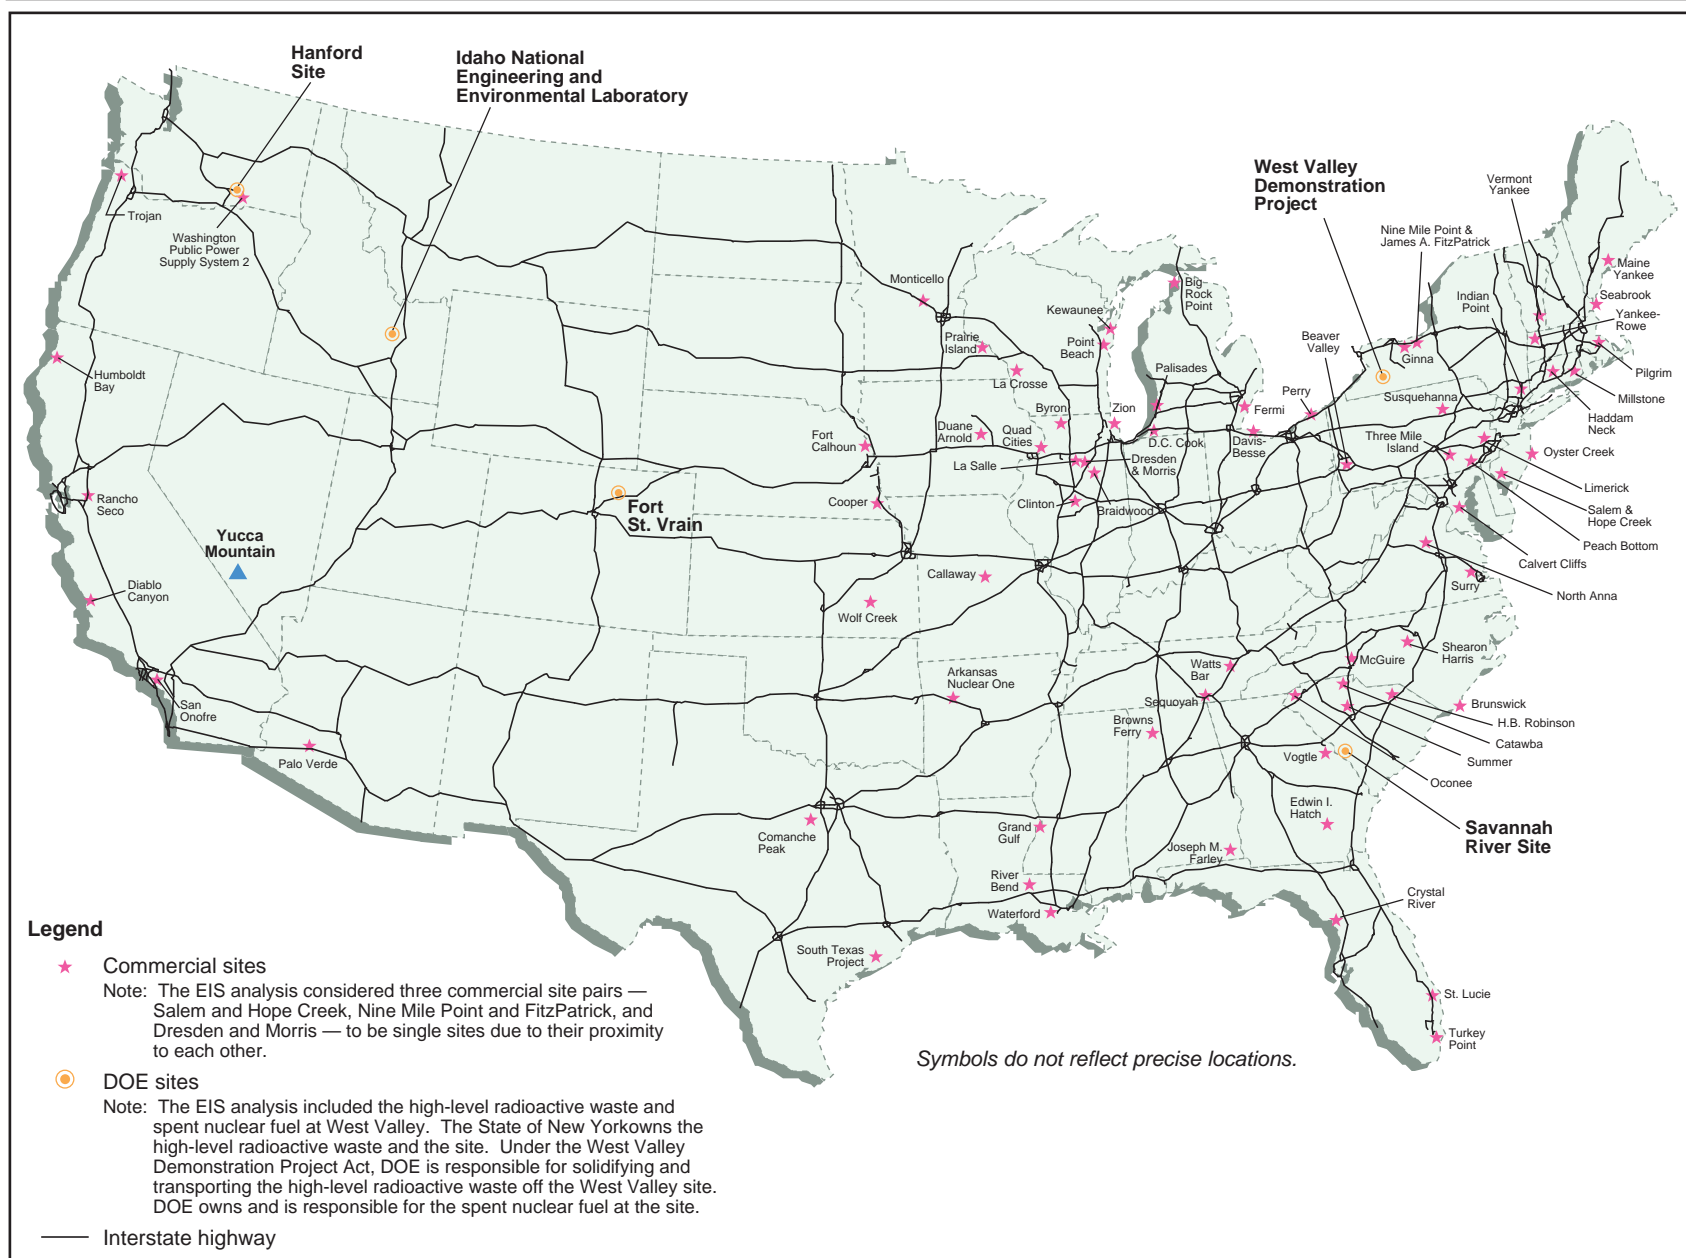 Hanford
Site
Idaho National
Engineering and
Environmental Laboratory
West Valley
Demonstration
Project
Vermont
Yankee
Nine Mile Point &
James A. FitzPatrick
Trojan
Washington
Public Power
Supply System 2
Monticello
Big
Rock
Point
Kewaunee
Point
Beach
Prairie
Island
La Crosse
Palisades
Indian
Point
Maine
Yankee
Seabrook
Yankee-
Rowe
Beaver
Valley
Ginna
Pilgrim
Susquehanna
Millstone
Haddam
Neck
Humboldt
Bay
Byron
Zion
Fermi
Perry
Duane
Arnold
Quad
Cities
Fort
Calhoun
D.C. Cook
Davis-
Besse
Three Mile
Island
Oyster Creek
La Salle
Dresden
& Morris
Limerick
Rancho
Seco
Cooper
Clinton
Braidwood
Salem &
Hope Creek
Fort
St. Vrain
Peach Bottom
Yucca
Mountain
Calvert Cliffs
Callaway
Surry
North Anna
Diablo
Canyon
Wolf Creek
Shearon
Harris
McGuire
Watts
Bar
Arkansas
Nuclear One
Sequoyah
San
Onofre
Brunswick
H.B. Robinson
Browns
Ferry
Catawba
Palo Verde
Vogtle
Summer
Oconee
Edwin I.
Hatch
Comanche
Peak
Grand
Gulf
Savannah
River Site
Joseph M.
Farley
River
Bend
Crystal
River
Waterford
South Texas
Project
St. Lucie
Turkey
Point
Symbols do not reflect precise locations.
Legend
Commercial sites
Note: The EIS analysis considered three commercial site pairs —
Salem and Hope Creek, Nine Mile Point and FitzPatrick, and
Dresden and Morris — to be single sites due to their proximity
to each other.
DOE sites
Note: The EIS analysis included the high-level radioactive waste and
spent nuclear fuel at West Valley. The State of New Yorkowns the
high-level radioactive waste and the site. Under the West Valley
Demonstration Project Act, DOE is responsible for solidifying and
transporting the high-level radioactive waste off the West Valley site.
DOE owns and is responsible for the spent nuclear fuel at the site.
Interstate highway